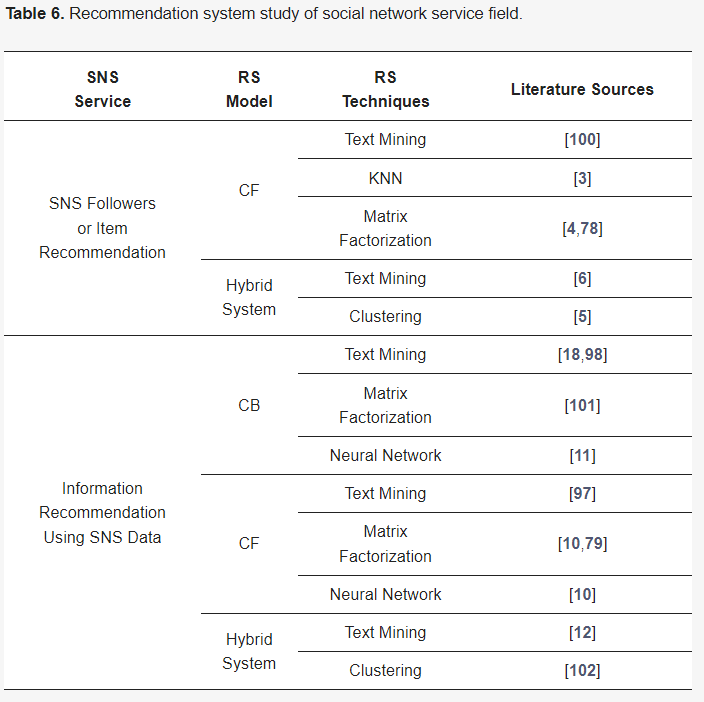 Table 6. Recommendation system study of social network service field.
SNS Service RS Model RS Techniques Literature Sources
SNS Followers
or Item
Recommendation
CF
Text Mining [100]
KNN [3]
Matrix
Factorization [4,78]
Hybrid
System
Text Mining [6]
Clustering [5]
Information
Recommendation
Using SNS Data
CB
Text Mining [18,98]
Matrix
Factorization [101]
Neural Network [11]
CF
Text Mining [97]
Matrix
Factorization [10,79]
Neural Network [10]
Hybrid
System
Text Mining [12]
Clustering [102]